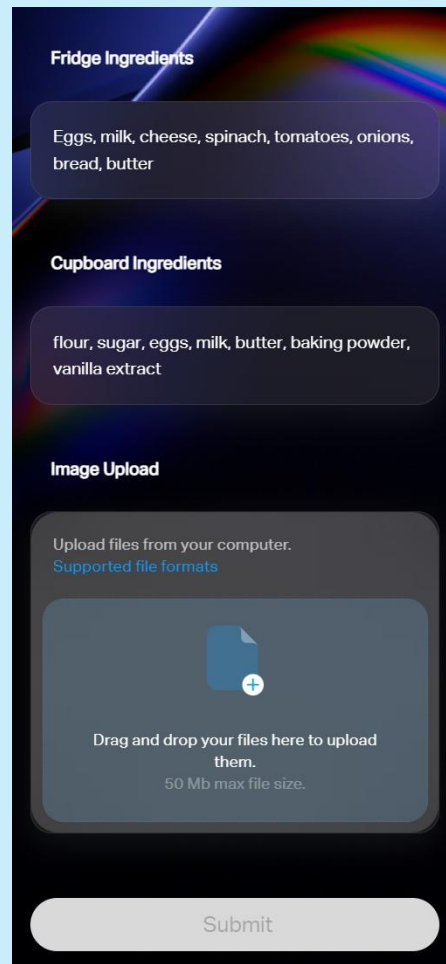 Fridge Ingredients
Eggs, milk, cheese, spinach, tomatoes, onions,
bread, butter
Cupboard Ingredients
flour, sugar, eggs, milk, butter, baking powder,
vanilla extract
Image Upload
Upload files from your computer.
Supported file formats
Drag and drop your files here to upload
them.
50 Mb max file size.
Submit